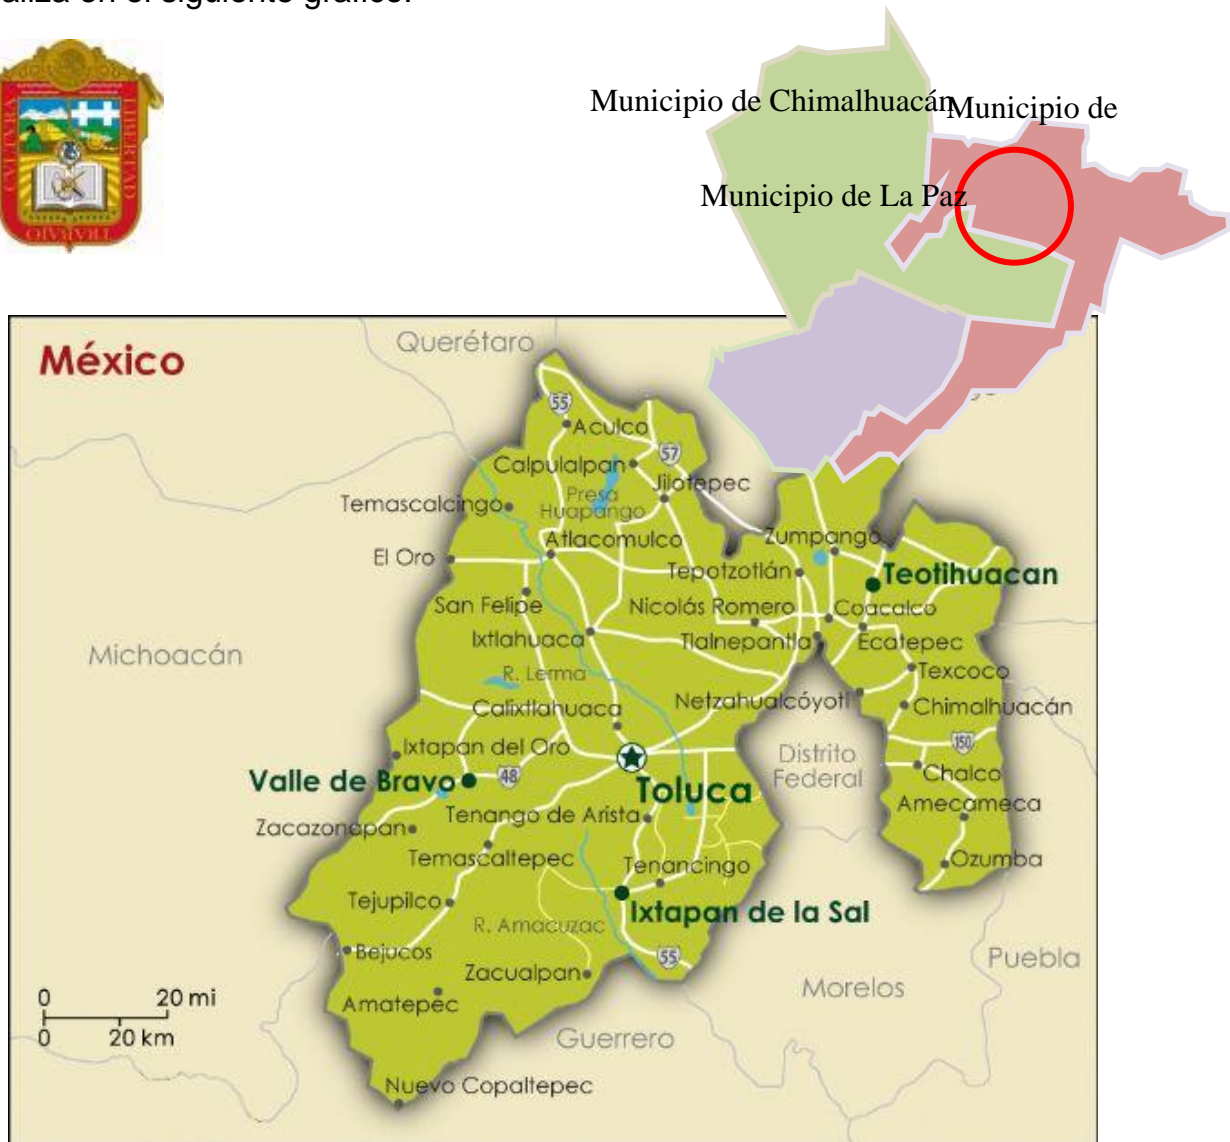 aliza en el siguiente gráfico.
CVLTVRA
LIBERTAD
Municipio de Chimalhuacán
Municipio de
Municipio de La Paz
México
Querétaro
55
Aculco
57
Calpulalpan
Jilotepec
Presa
Huapango
Temascalcingo
Atlacomulco
Zumpango
El Oro
Tepotzotlán
Teotihuacan
San Felipe
Nicolás Romero
Coacalco
Ixtlahuaca
Tlalnepantla
Ecatepec
Michoacán
R. Lerma
Texcoco
Netzahualcóyotl
Calixtlahuaca
Chimalhuacán
150
Ixtapan del Oro
Distrito
Federal
Valle de Bravo
48
Toluca
Chalco
Tenango de Arista
Amecameca
Zacazonapan
Temascaltepec
Tenancingo
Ozumba
Tejupilco
Ixtapan de la Sal
R. Amacuzac
Bejucos
55
Puebla
Zacualpan
Morelos
0 20 mi
0 20 km
Amatepec
Guerrero
Nuevo Copaltepec